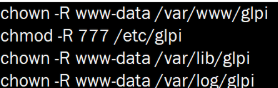 chown -R www-data /var/www/glpi
chmod -R 777 /etc/glpi
chown -R www-data /var/lib/glpi
chown -R www-data /var/log/glpi